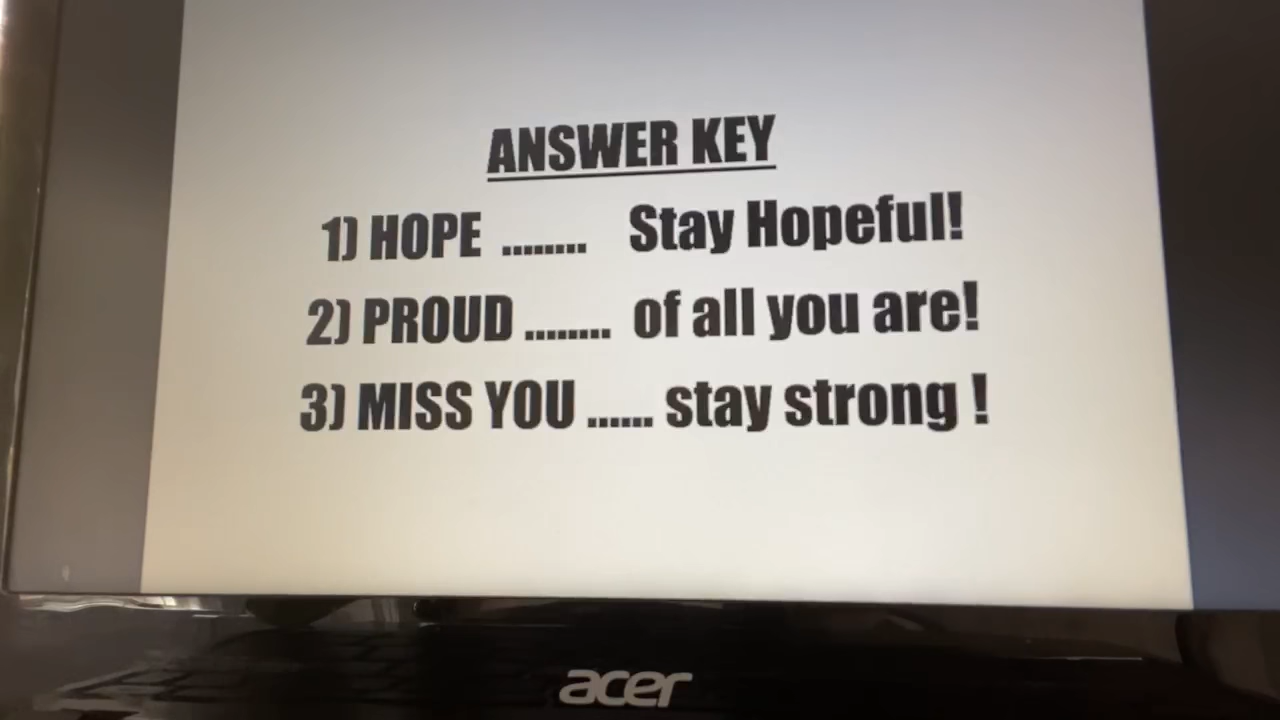 ANSWER KEY
1) HOPE ........ Stay Hopeful!
2) PROUD ........ of all you are!
3) MISS YOU ...... stay strong !
acer